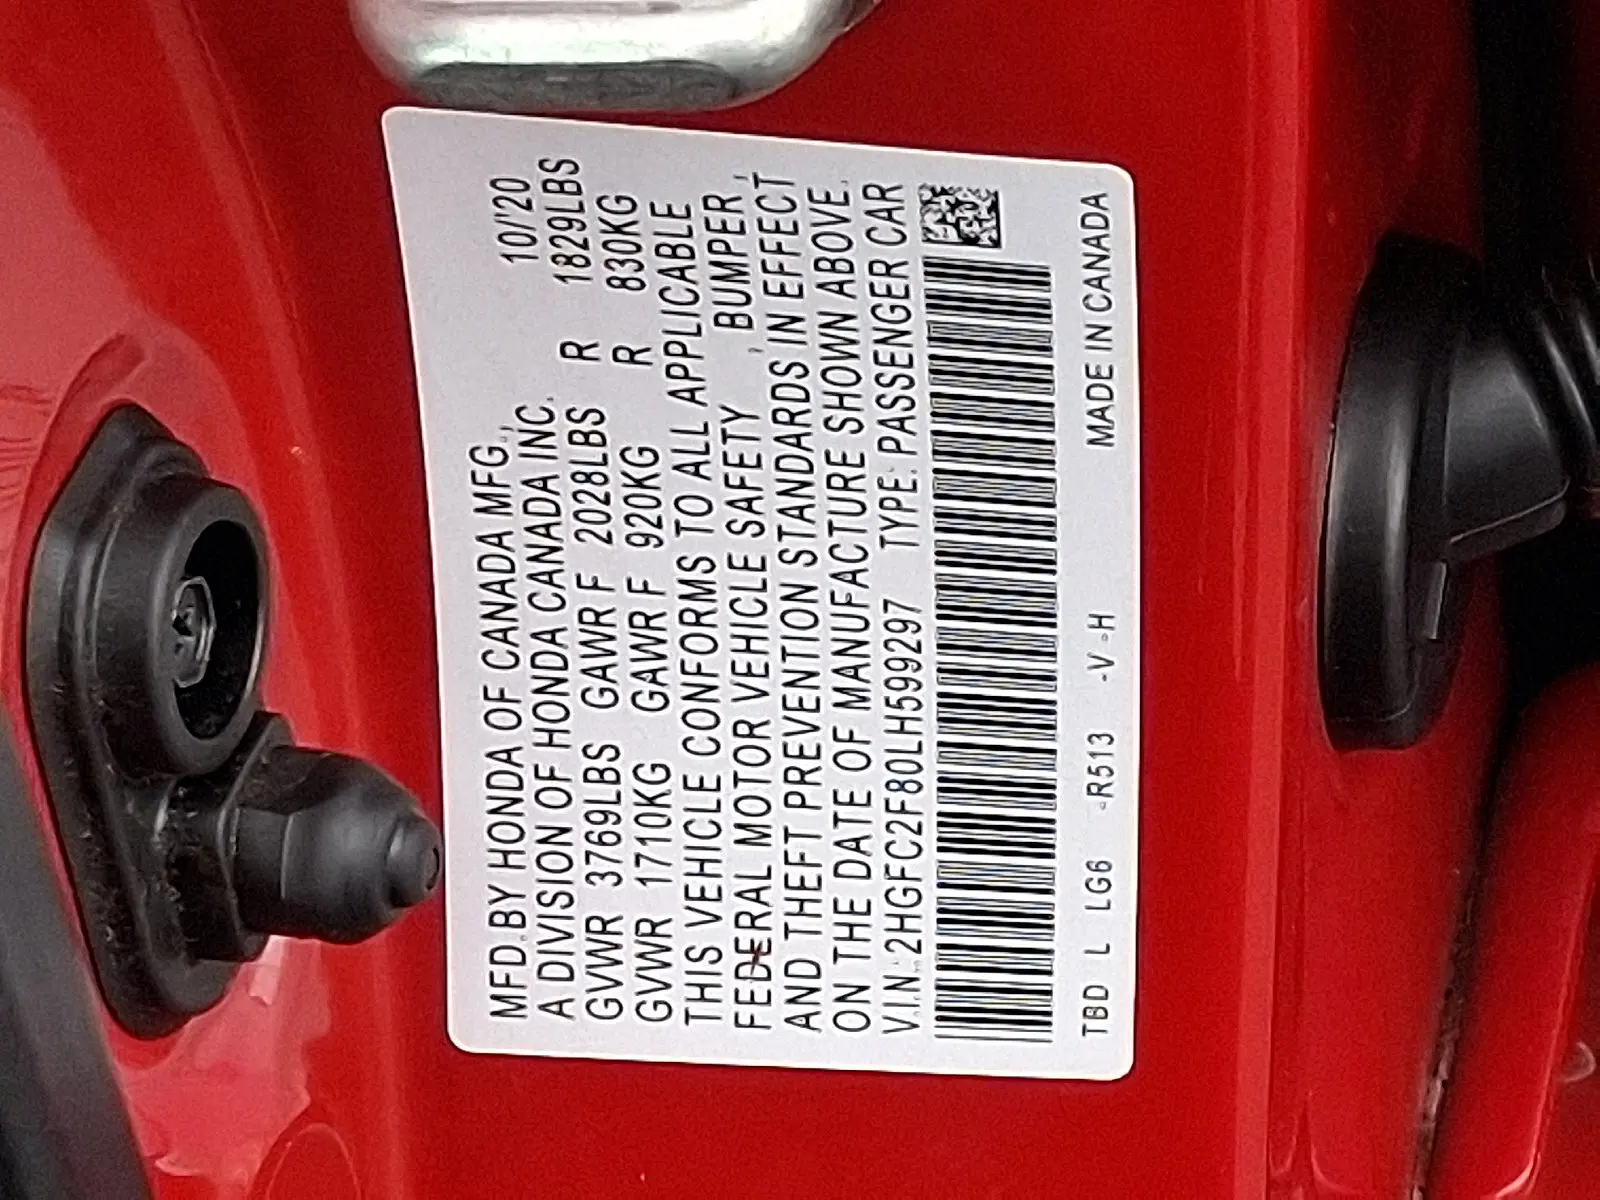 MFD.BY HONDA OF CANADA MFG., 10/'20
A DIVISION OF HONDA CANADA INC.
GVWR 3769LBS GAWR F 2028LBS R 1829LBS
GVWR 1710KG GAWR F 920KG R 830KG
THIS VEHICLE CONFORMS TO ALL APPLICABLE
FEDERAL MOTOR VEHICLE SAFETY , BUMPER ,
AND THEFT PREVENTION STANDARDS IN EFFECT
ON THE DATE OF MANUFACTURE SHOWN ABOVE.
V.I.N.:2HGFC2F80LH599297 TYPE:PASSENGER CAR
TBD L LG6 -R513 -V -H MADE IN CANADA